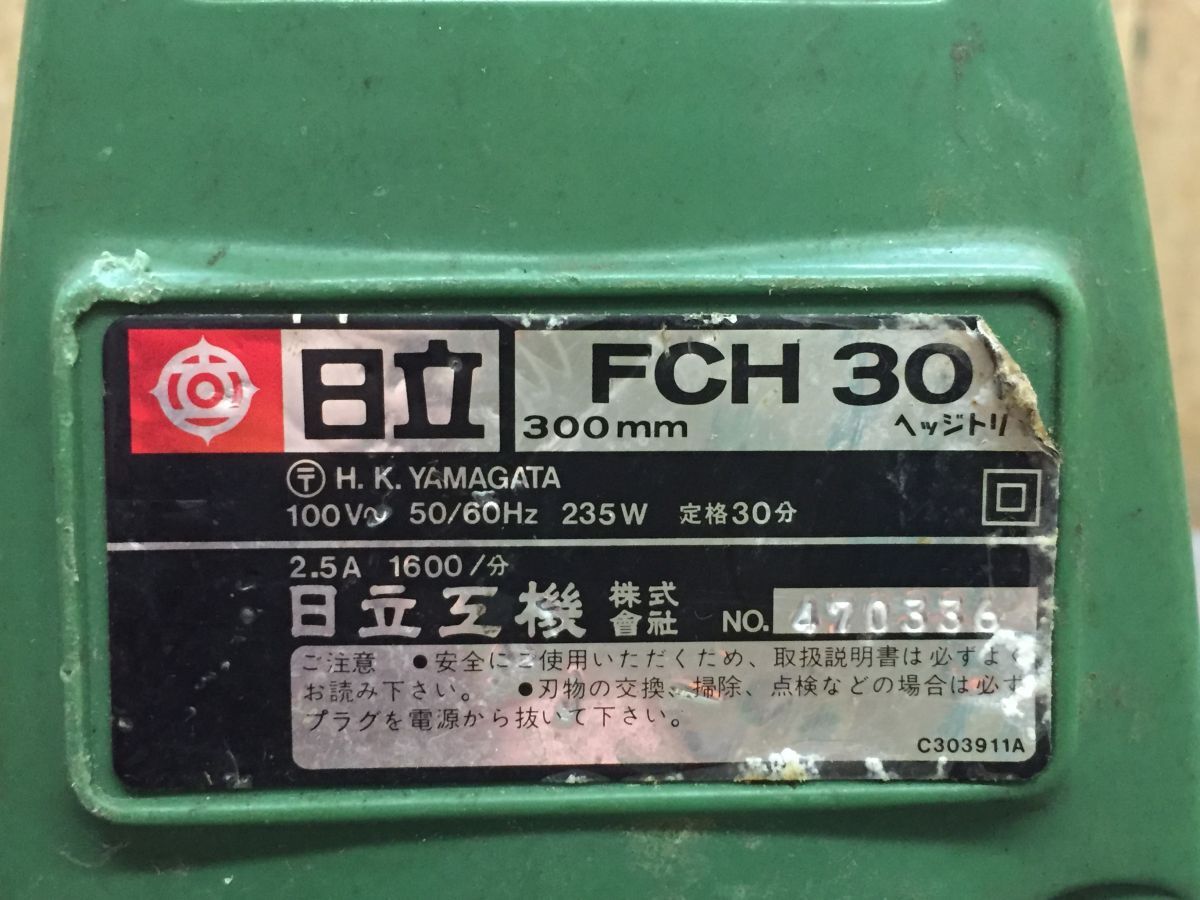 日立 FCH 30
300mm ヘッジトリ
〶 H. K. YAMAGATA
100V~ 50/60Hz 235W 定格30分
2.5A 1600/分
日立工機 株式會社 NO. 470336
ご注意 ●安全にご使用いただくため、取扱説明書は必ずよく
お読み下さい。 ●刃物の交換、掃除、点検などの場合は必ず
プラグを電源から抜いて下さい。
C303911A